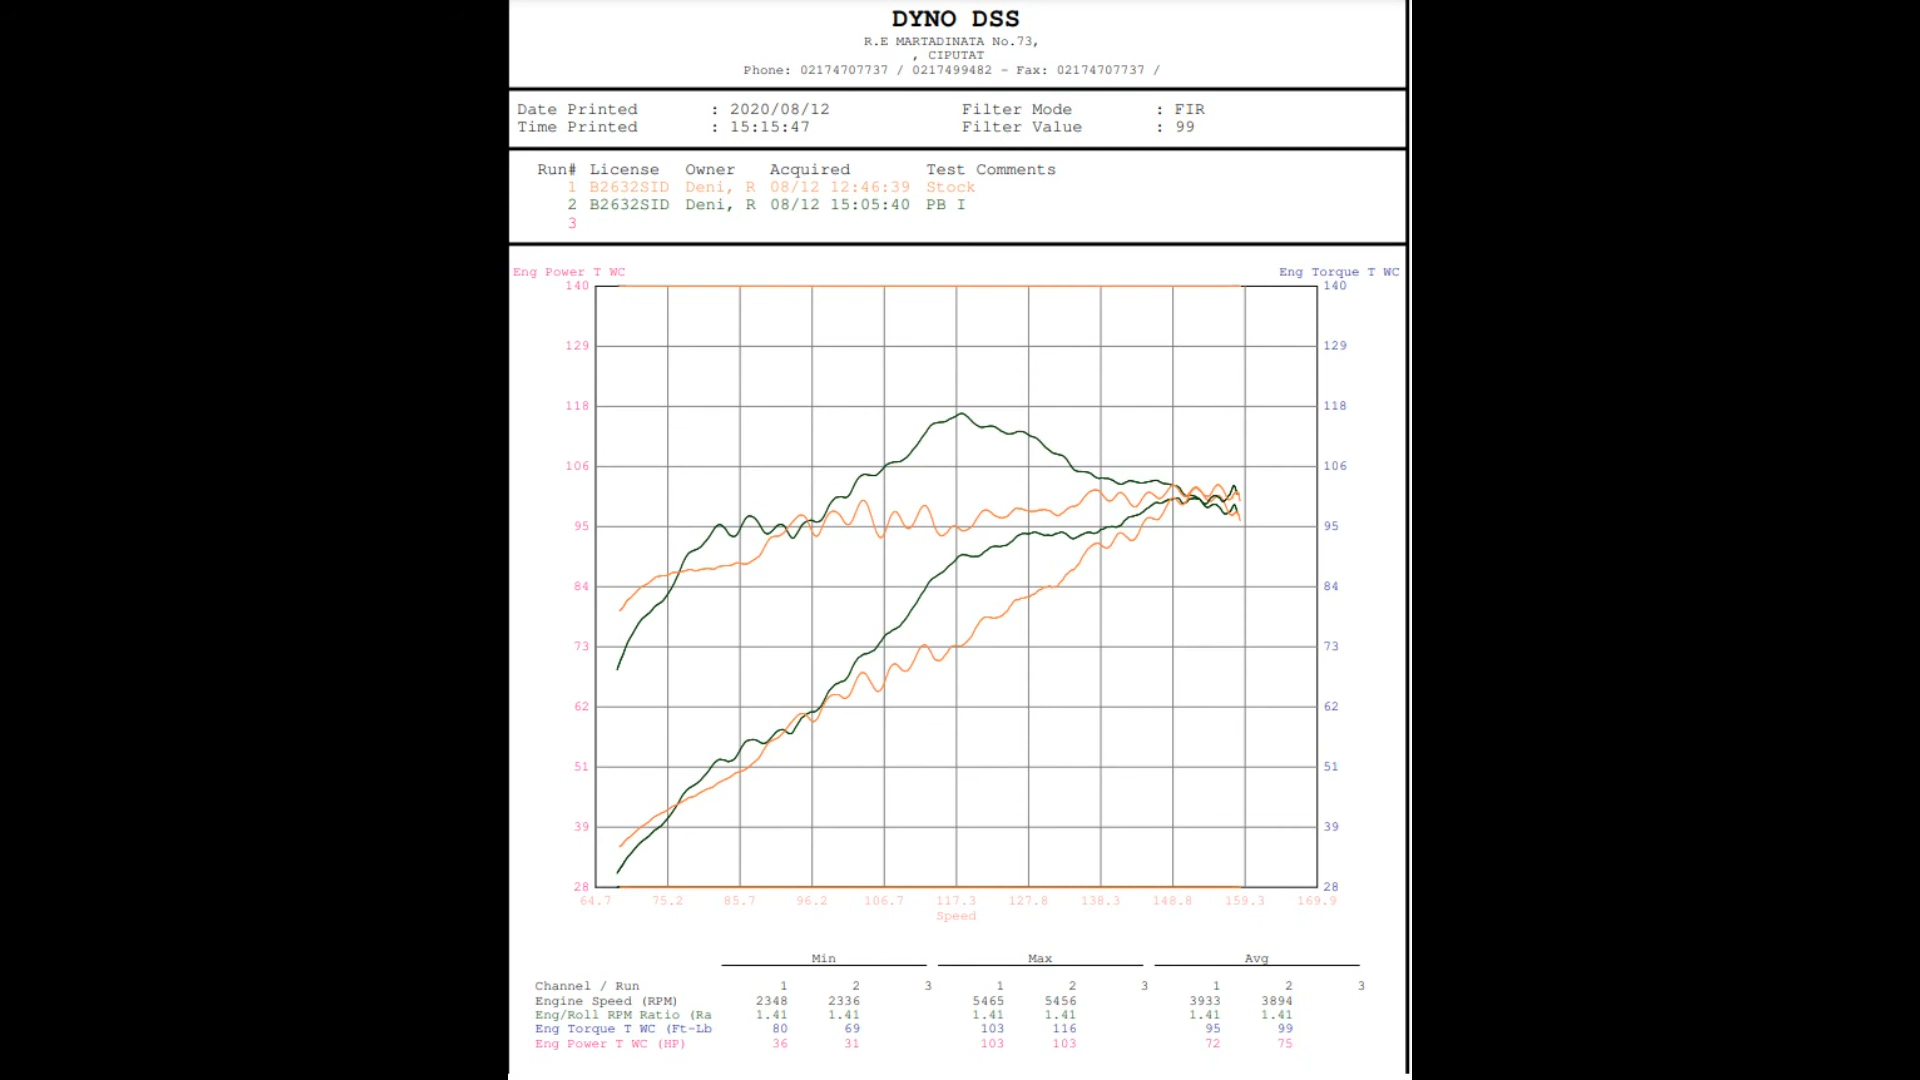 DYNO DSS
R.E MARTADINATA No.73,
, CIPUTAT
Phone: 02174707737 / 0217499482 - Fax: 02174707737 /
Date Printed : 2020/08/12 Filter Mode : FIR
Time Printed : 15:15:47 Filter Value : 99
Run# License Owner Acquired Test Comments
1 B2632SID Deni, R 08/12 12:46:39 Stock
2 B2632SID Deni, R 08/12 15:05:40 PB I
3
Eng Power T WC Eng Torque T WC
140 140
129 129
118 118
106 106
95 95
84 84
73 73
62 62
51 51
39 39
28 28
64.7 75.2 85.7 96.2 106.7 117.3 127.8 138.3 148.8 159.3 169.9
Speed
Min Max Avg
Channel / Run 1 2 3 1 2 3 1 2 3
Engine Speed (RPM) 2348 2336 5465 5456 3933 3894
Eng/Roll RPM Ratio (Ra 1.41 1.41 1.41 1.41 1.41 1.41
Eng Torque T WC (Ft-Lb 80 69 103 116 95 99
Eng Power T WC (HP) 36 31 103 103 72 75